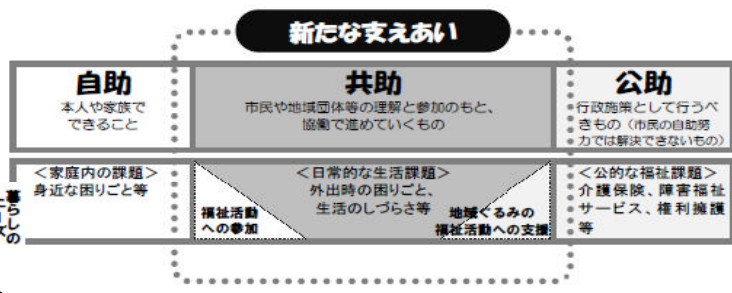 新たな支えあい
自助
本人や家族で
できること
共助
市民や地域団体等の理解と参加のもと、
協働で進めていくもの
公助
行政施策として行うべ
きもの（市民の自助努
力では解決できないもの）
暮らしの
ニーズ
＜家庭内の課題＞
身近な困りごと等
＜日常的な生活課題＞
外出時の困りごと、
生活のしづらさ等
福祉活動
への参加
地域ぐるみの
福祉活動への支援
＜公的な福祉課題＞
介護保険、障害福祉
サービス、権利擁護
等